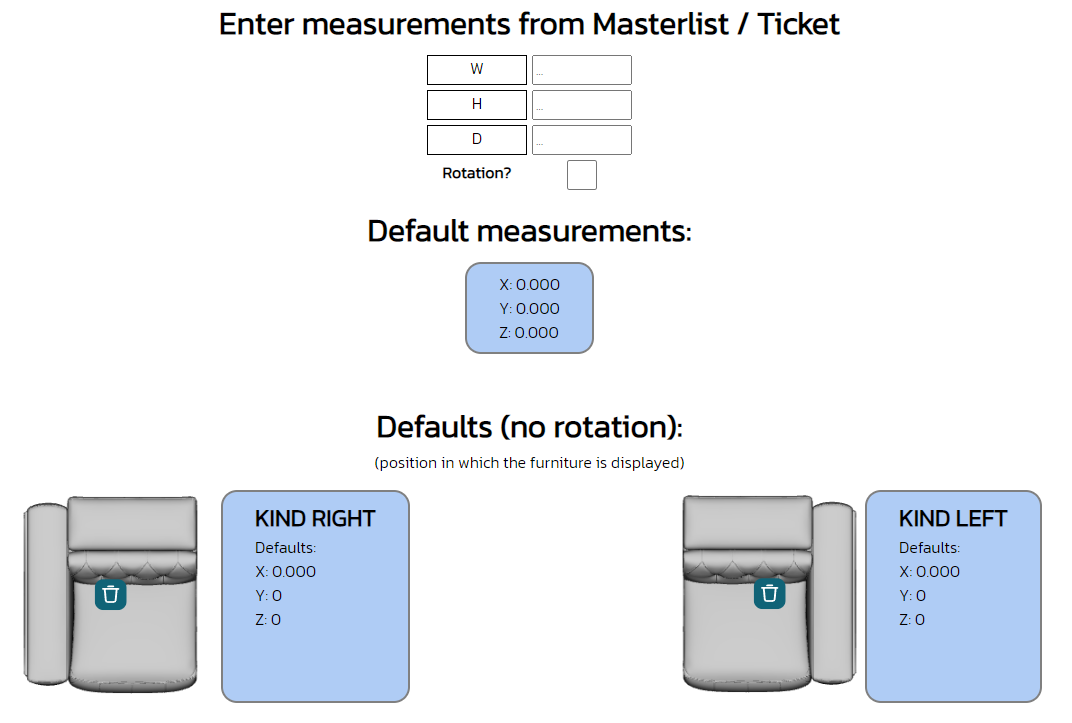 Enter measurements from Masterlist / Ticket
W ...
H ...
D ...
Rotation?
Default measurements:
X: 0.000
Y: 0.000
Z: 0.000
Defaults (no rotation):
(position in which the furniture is displayed)
KIND RIGHT
Defaults:
X: 0.000
Y: 0
Z: 0
KIND LEFT
Defaults:
X: 0.000
Y: 0
Z: 0